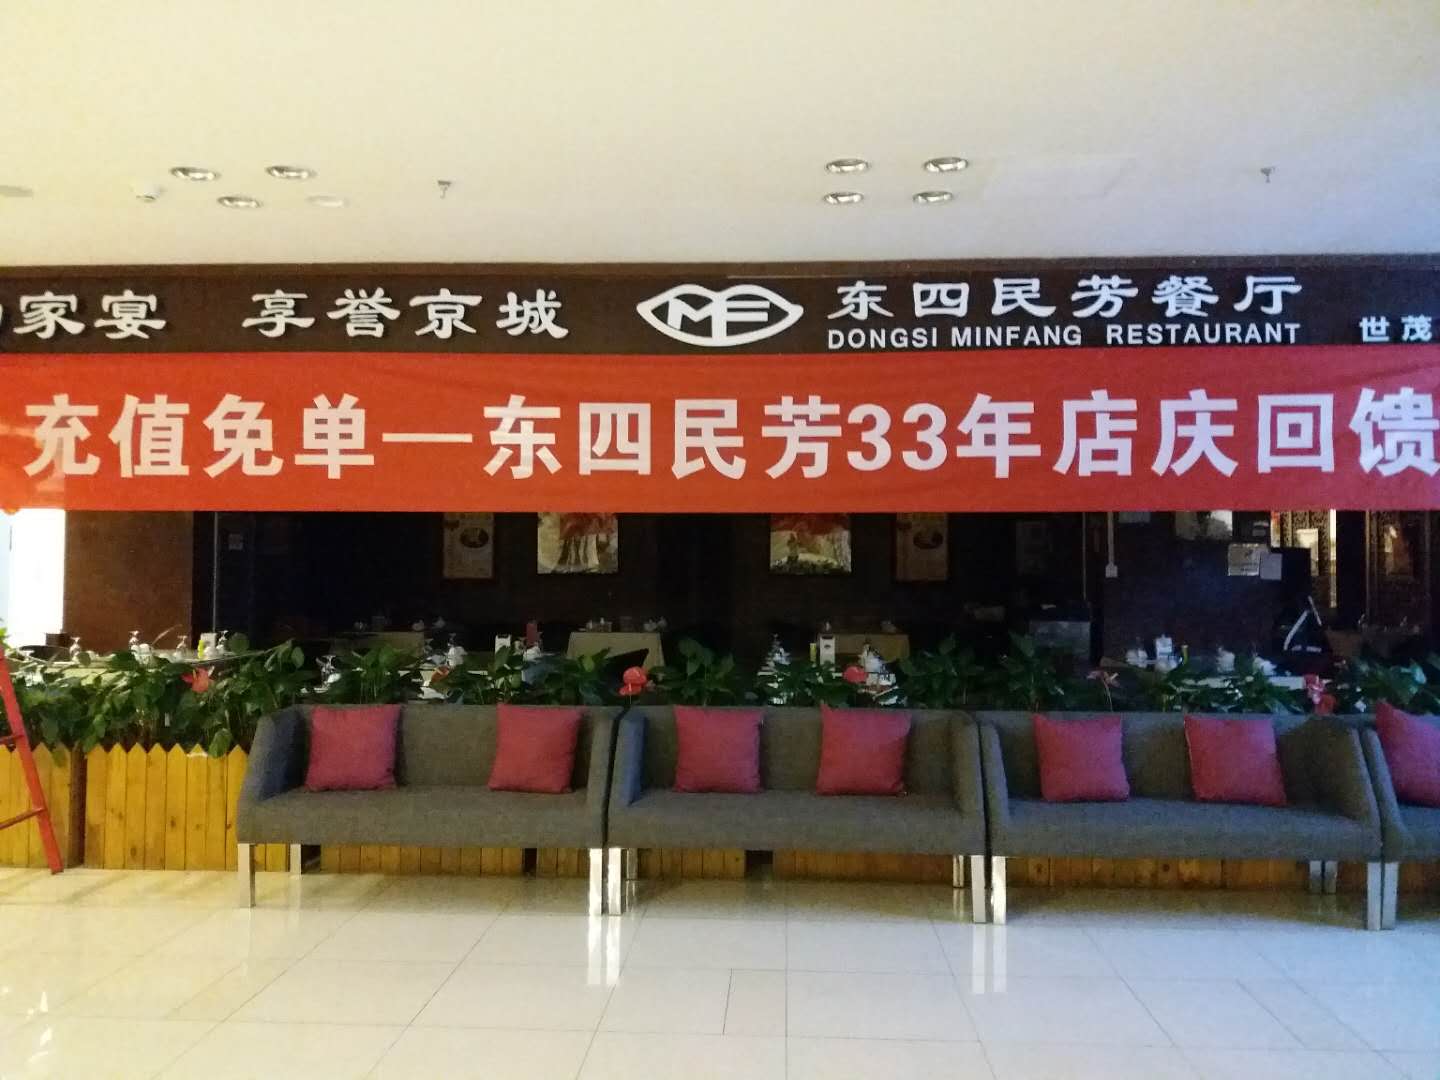 家宴 享誉京城
MF
东四民芳餐厅
DONGSI MINFANG RESTAURANT
世茂
充值免单—东四民芳33年店庆回馈